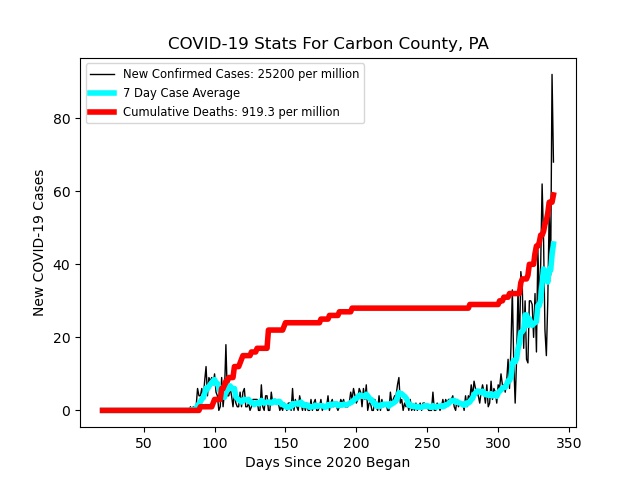 COVID-19 Stats For Carbon County, PA
New Confirmed Cases: 25200 per million
7 Day Case Average
Cumulative Deaths: 919.3 per million
New COVID-19 Cases
80
60
40
20
0
50 100 150 200 250 300 350
Days Since 2020 Began